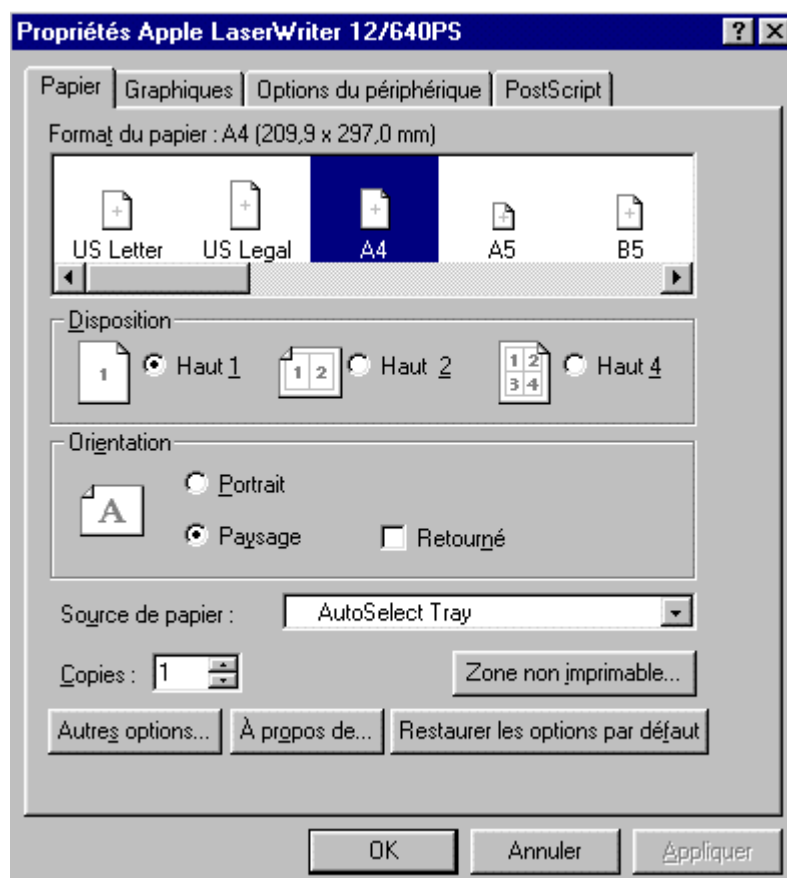 Propriétés Apple LaserWriter 12/640PS
Papier Graphiques Options du périphérique PostScript
Format du papier : A4 (209,9 x 297,0 mm)
US Letter US Legal A4 A5 B5
Disposition
1 Haut 1 1 2 Haut 2 1 2 3 4 Haut 4
Orientation
A
Portrait
Paysage Retourné
Source de papier : AutoSelect Tray
Copies : 1 Zone non imprimable...
Autres options... À propos de... Restaurer les options par défaut
OK Annuler Appliquer